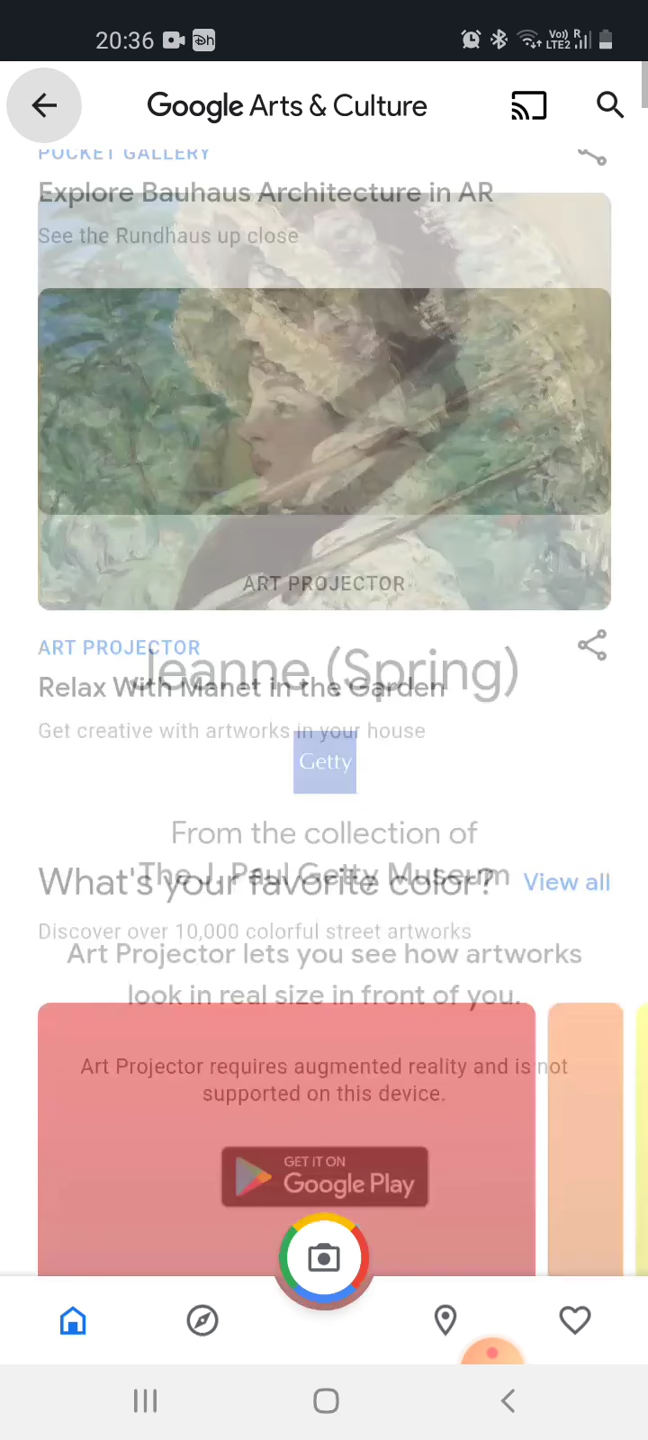 20:36
Vo)) R
LTE2
Google Arts & Culture
POCKET GALLERY
Explore Bauhaus Architecture in AR
See the Rundhaus up close
ART PROJECTOR
ART PROJECTOR
Jeanne (Spring)
Relax With Manet in the Garden
Get creative with artworks in your house
Getty
From the collection of
The J. Paul Getty Museum
What's your favorite color?
View all
Discover over 10,000 colorful street artworks
Art Projector lets you see how artworks
look in real size in front of you.
Art Projector requires augmented reality and is not
supported on this device.
GET IT ON
Google Play